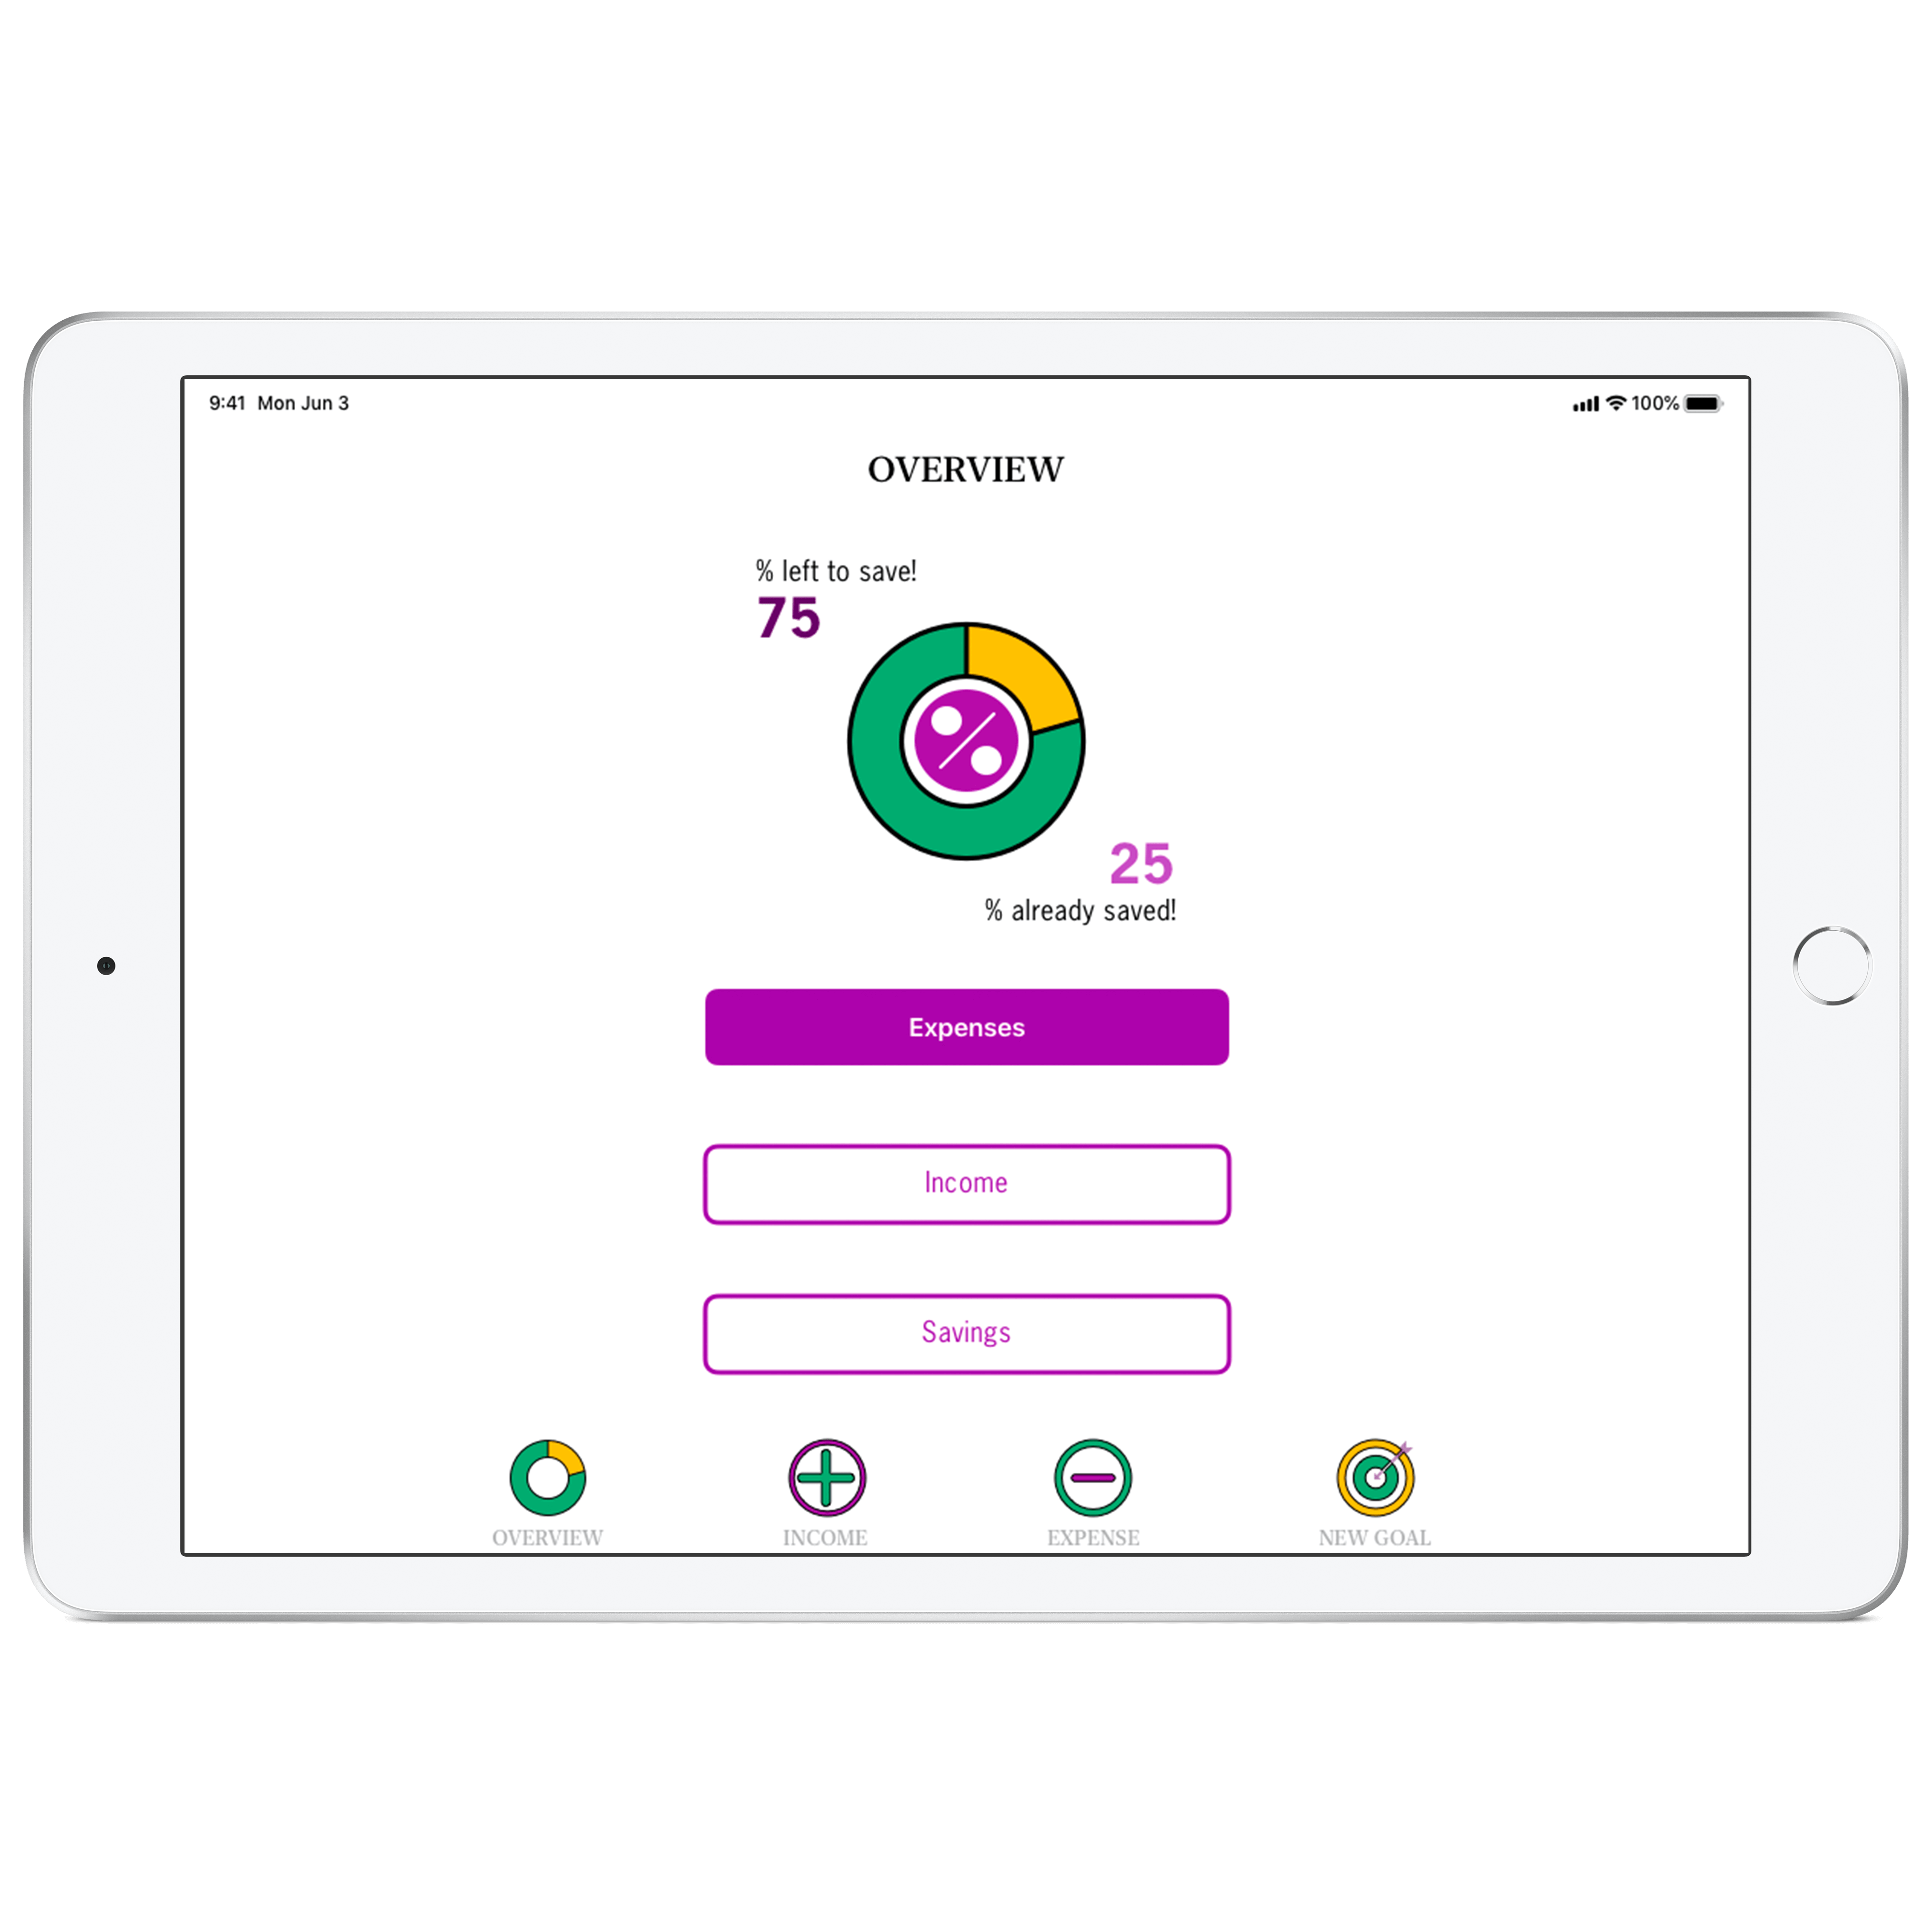 9:41 Mon Jun 3
100%
OVERVIEW
% left to save!
75
25
% already saved!
Expenses
Income
Savings
OVERVIEW INCOME EXPENSE NEW GOAL